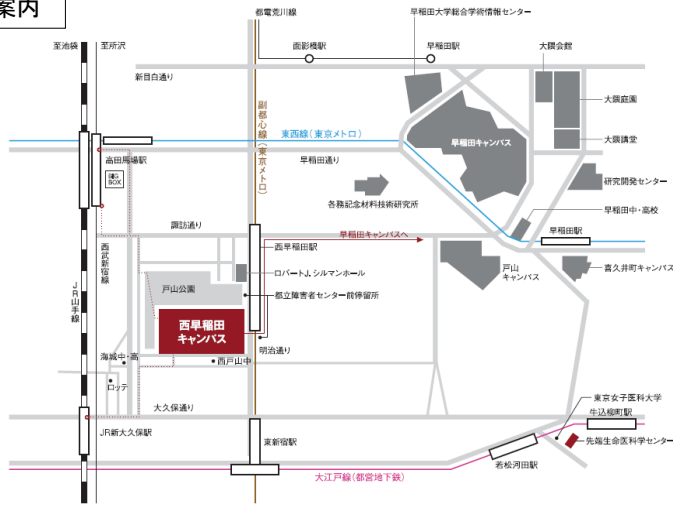 案内
都電荒川線
早稲田大学総合学術情報センター
至池袋
至所沢
面影橋駅
早稲田駅
大隈会館
新目白通り
大隈庭園
副都心線(東京メトロ)
東西線(東京メトロ)
早稲田キャンパス
大隈講堂
高田馬場駅
早稲田通り
BIG
BOX
研究開発センター
各務記念材料技術研究所
早稲田中・高校
諏訪通り
早稲田キャンパスへ
早稲田駅
西武新宿線
西早稲田駅
戸山
キャンパス
喜久井町キャンパス
ロバートJ.シルマンホール
戸山公園
JR山手線
都立障害者センター前停留所
西早稲田
キャンパス
明治通り
海城中・高
西戸山中
ロッテ
東京女子医科大学
大久保通り
牛込柳町駅
JR新大久保駅
東新宿駅
先端生命医科学センター
若松河田駅
大江戸線(都営地下鉄)